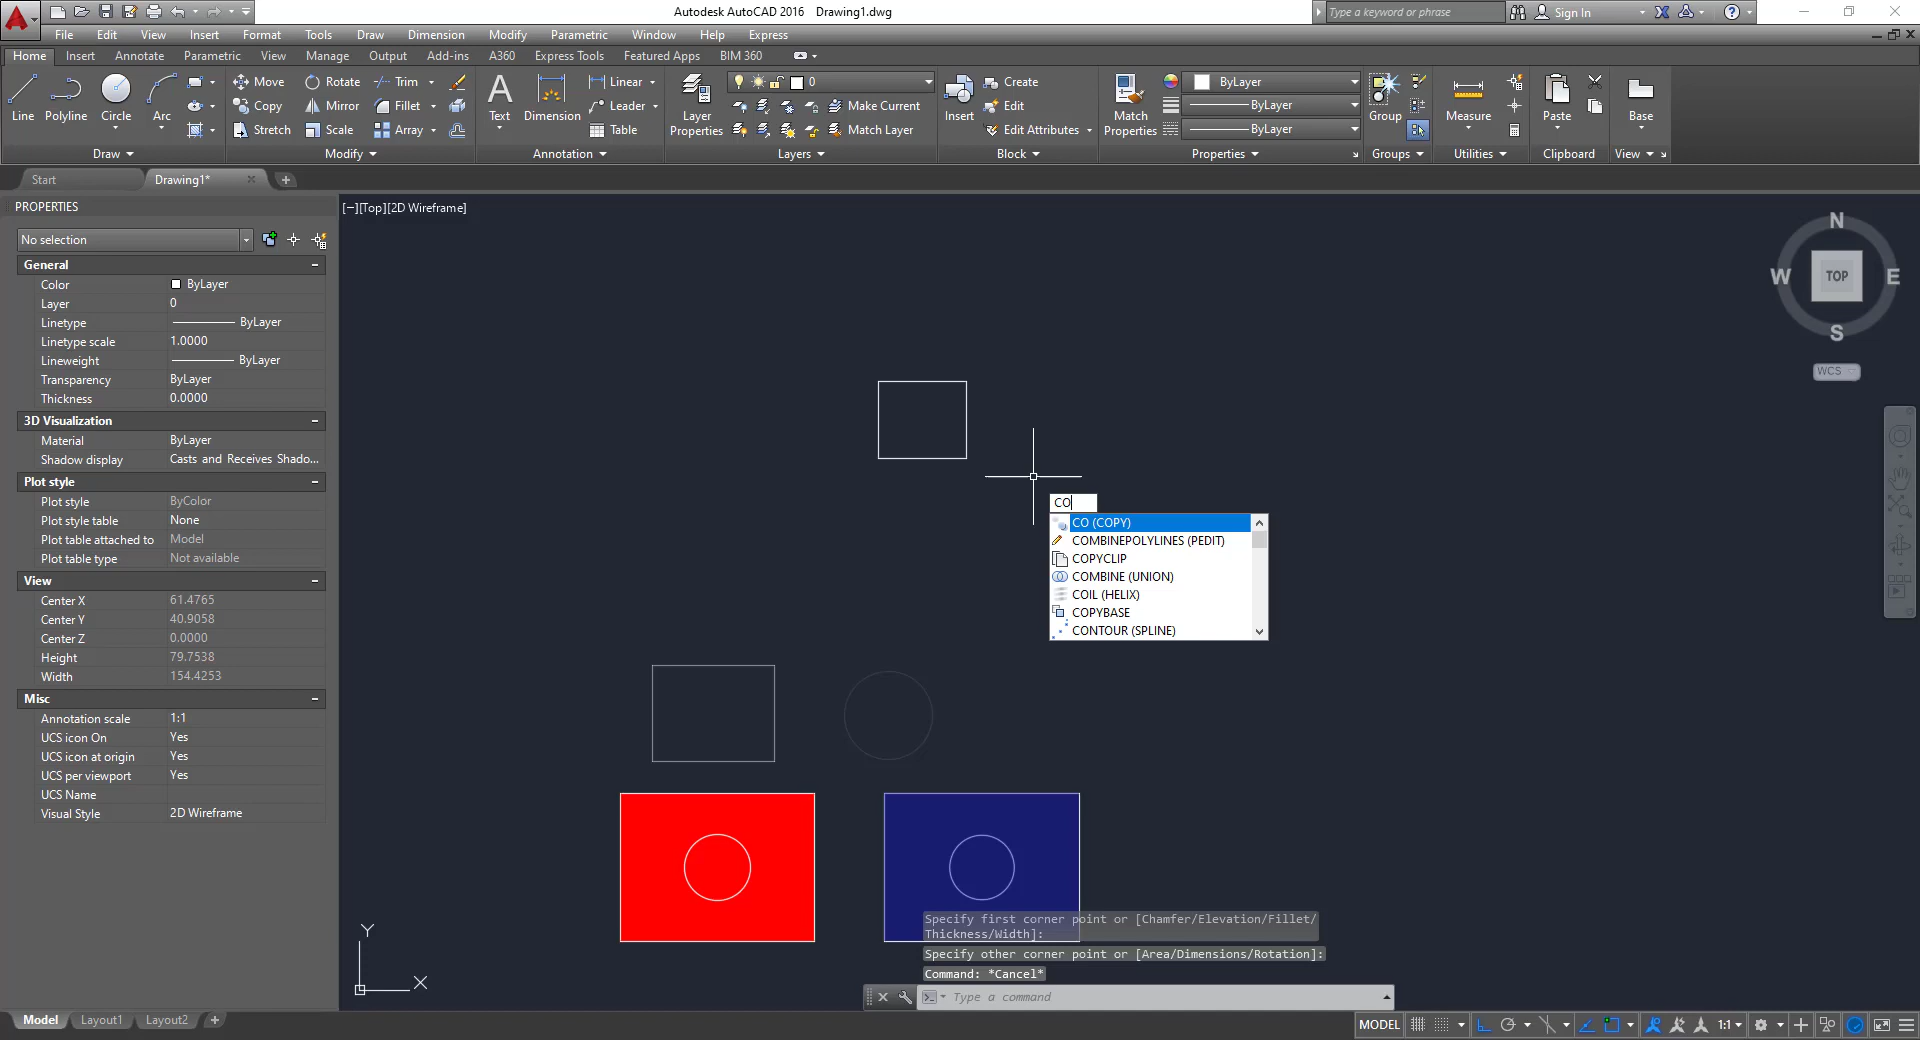 Autodesk AutoCAD 2016 Drawing1.dwg
Type a keyword or phrase
Sign In
File Edit View Insert Format Tools Draw Dimension Modify Parametric Window Help Express
Home Insert Annotate Parametric View Manage Output Add-ins A360 Express Tools Featured Apps BIM 360
Line Polyline Circle Arc
Move Rotate Trim
Copy Mirror Fillet
Stretch Scale Array
Text Dimension
Linear
Leader
Table
Layer
Properties
0
Make Current
Match Layer
Insert
Create
Edit
Edit Attributes
Match
Properties
ByLayer
ByLayer
ByLayer
Group
Measure
Paste
Base
Draw Modify Annotation Layers Block Properties Groups Utilities Clipboard View
Start Drawing1*
PROPERTIES
No selection
General
Color ByLayer
Layer 0
Linetype ByLayer
Linetype scale 1.0000
Lineweight ByLayer
Transparency ByLayer
Thickness 0.0000
3D Visualization
Material ByLayer
Shadow display Casts and Receives Shado...
Plot style
Plot style ByColor
Plot style table None
Plot table attached to Model
Plot table type Not available
View
Center X 61.4765
Center Y 40.9058
Center Z 0.0000
Height 79.7538
Width 154.4253
Misc
Annotation scale 1:1
UCS icon On Yes
UCS icon at origin Yes
UCS per viewport Yes
UCS Name
Visual Style 2D Wireframe
[−][Top][2D Wireframe]
N
W TOP E
S
WCS
CO
CO (COPY)
COMBINEPOLYLINES (PEDIT)
COPYCLIP
COMBINE (UNION)
COIL (HELIX)
COPYBASE
CONTOUR (SPLINE)
Y
X
Specify first corner point or [Chamfer/Elevation/Fillet/
Thickness/Width]:
Specify other corner point or [Area/Dimensions/Rotation]:
Command: *Cancel*
Type a command
Model Layout1 Layout2
MODEL 1:1